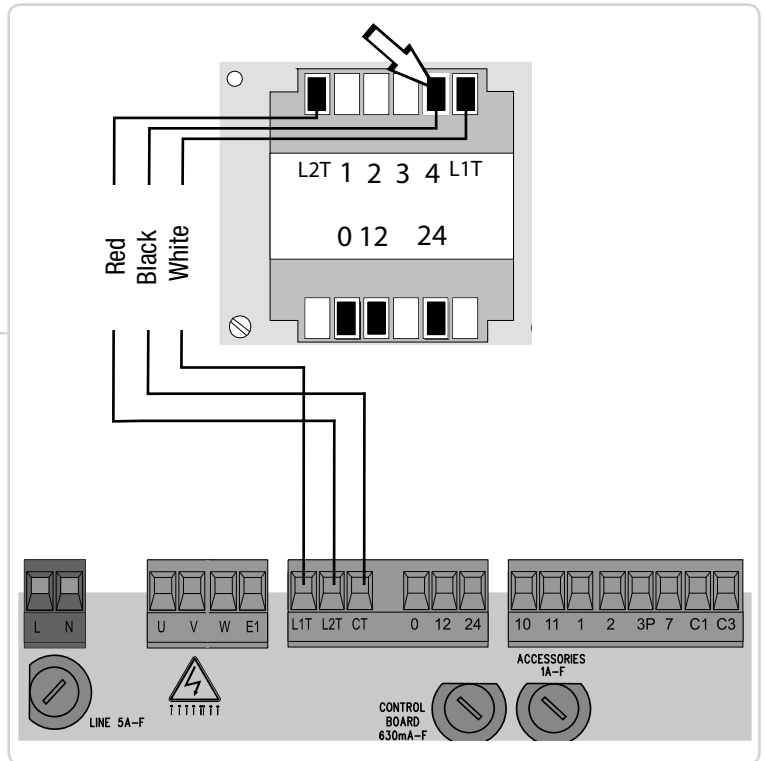 L2T 1 2 3 4 L1T
0 12 24
Red
Black
White
L N
U V W E1
L1T L2T CT
0 12 24
10 11 1 2 3P 7 C1 C3
LINE 5A-F
CONTROL
BOARD
630mA-F
ACCESSORIES
1A-F